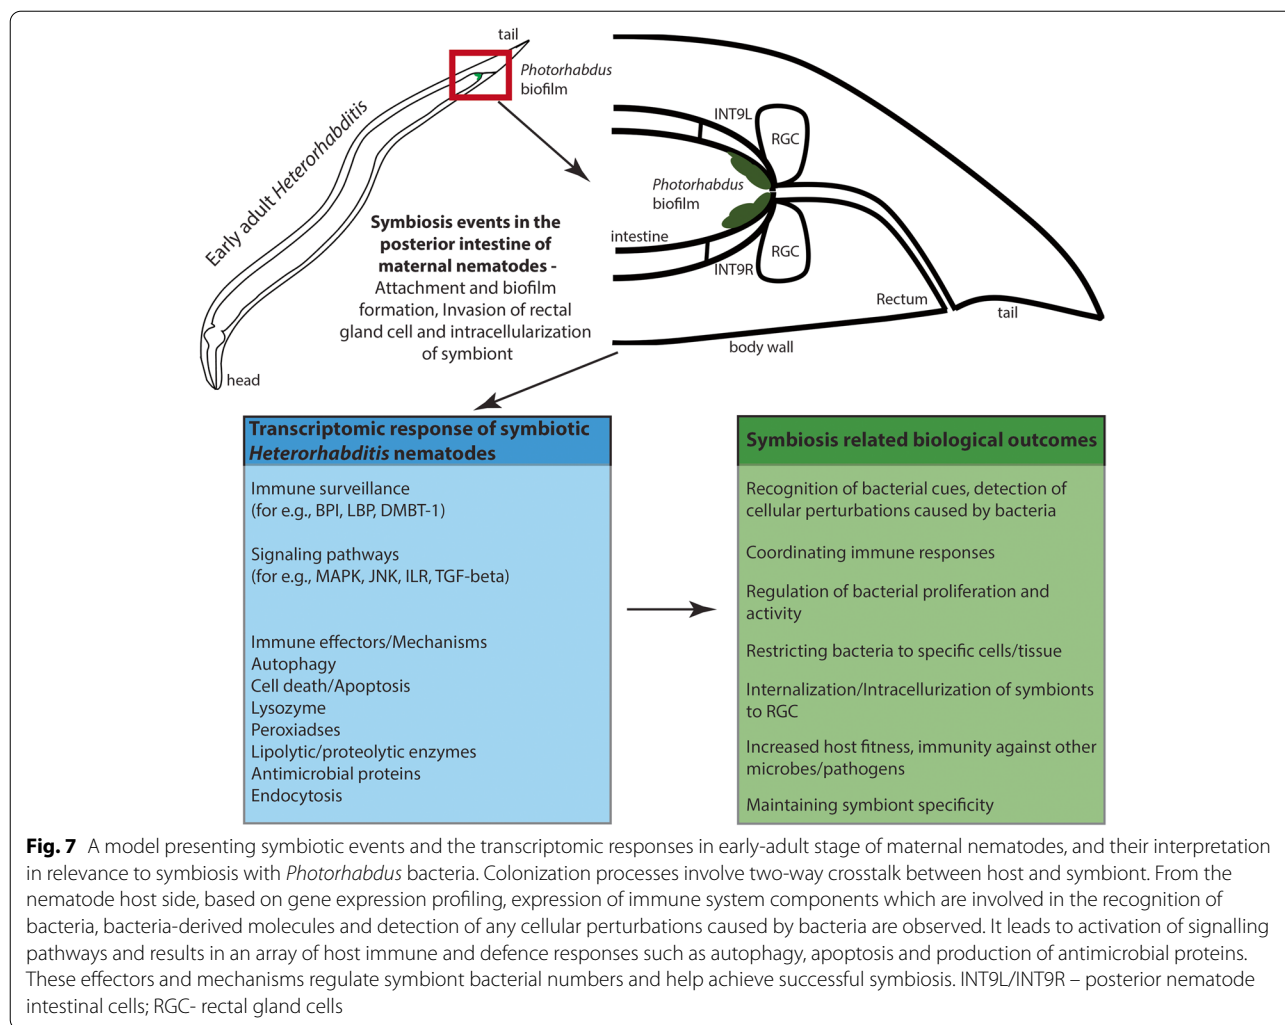 tail
Photorhabdus
biofilm
Early adult Heterorhabditis
head
Symbiosis events in the
posterior intestine of
maternal nematodes -
Attachment and biofilm
formation, Invasion of rectal
gland cell and intracellularization
of symbiont
INT9L
RGC
Photorhabdus
biofilm
intestine
INT9R
RGC
Rectum
tail
body wall
Transcriptomic response of symbiotic
Heterorhabditis nematodes
Immune surveillance
(for e.g., BPI, LBP, DMBT-1)
Signaling pathways
(for e.g., MAPK, JNK, ILR, TGF-beta)
Immune effectors/Mechanisms
Autophagy
Cell death/Apoptosis
Lysozyme
Peroxiadses
Lipolytic/proteolytic enzymes
Antimicrobial proteins
Endocytosis
Symbiosis related biological outcomes
Recognition of bacterial cues, detection of
cellular perturbations caused by bacteria
Coordinating immune responses
Regulation of bacterial proliferation and
activity
Restricting bacteria to specific cells/tissue
Internalization/Intracellurization of symbionts
to RGC
Increased host fitness, immunity against other
microbes/pathogens
Maintaining symbiont specificity
Fig. 7 A model presenting symbiotic events and the transcriptomic responses in early-adult stage of maternal nematodes, and their interpretation
in relevance to symbiosis with Photorhabdus bacteria. Colonization processes involve two-way crosstalk between host and symbiont. From the
nematode host side, based on gene expression profiling, expression of immune system components which are involved in the recognition of
bacteria, bacteria-derived molecules and detection of any cellular perturbations caused by bacteria are observed. It leads to activation of signalling
pathways and results in an array of host immune and defence responses such as autophagy, apoptosis and production of antimicrobial proteins.
These effectors and mechanisms regulate symbiont bacterial numbers and help achieve successful symbiosis. INT9L/INT9R – posterior nematode
intestinal cells; RGC- rectal gland cells